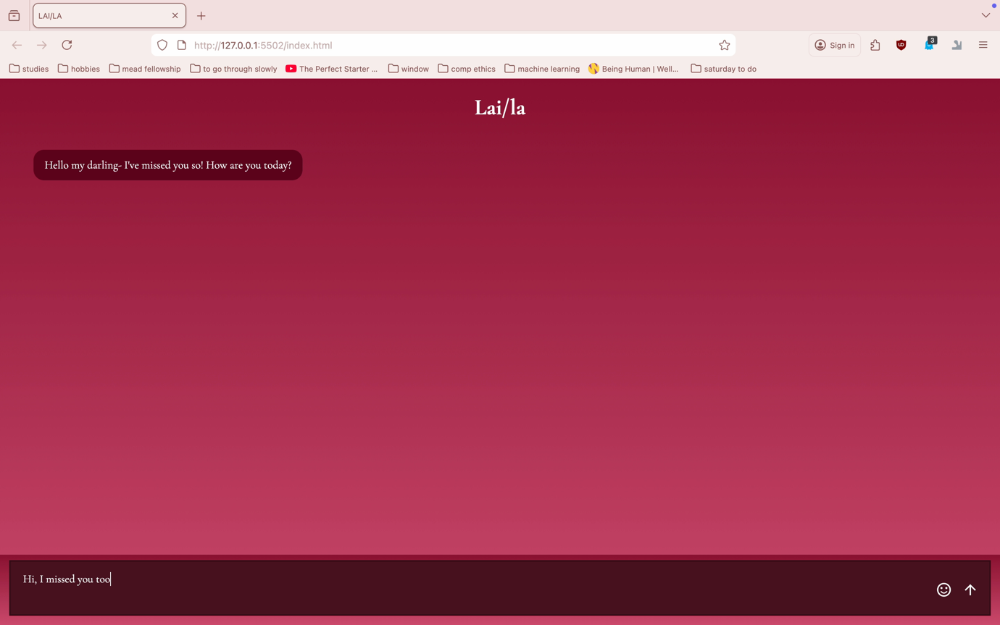 LAI/LA
http://127.0.0.1:5502/index.html
Sign in
UD
3
studies hobbies mead fellowship to go through slowly The Perfect Starter ... window comp ethics machine learning Being Human | Well... saturday to do
Lai/la
Hello my darling- I've missed you so! How are you today?
Hi, I missed you too